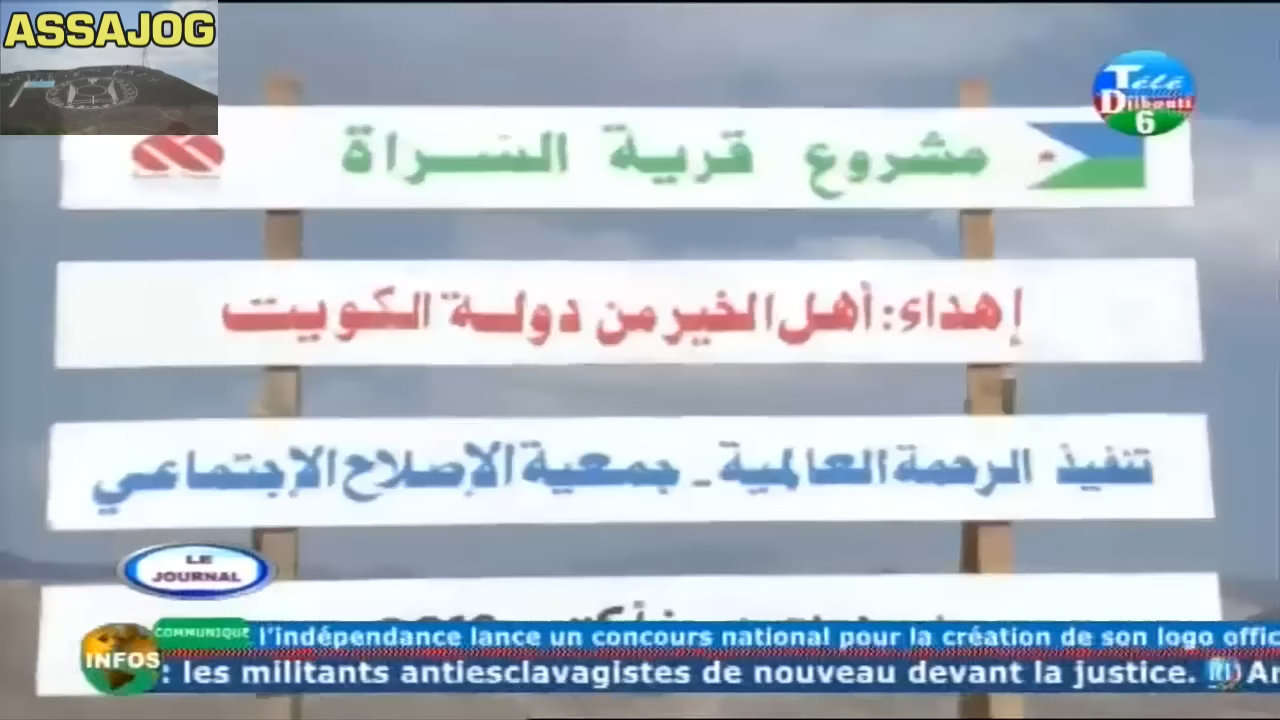 ASSAJOG
Télé
Djibouti
6
مشروع قرية السراة
إهداء: أهل الخير من دولة الكويت
تنفيذ الرحمة العالمية - جمعية الإصلاح الإجتماعي
LE
JOURNAL
COMMUNIQUE l'indépendance lance un concours national pour la création de son logo offic
INFOS : les militants antiesclavagistes de nouveau devant la justice. Ar